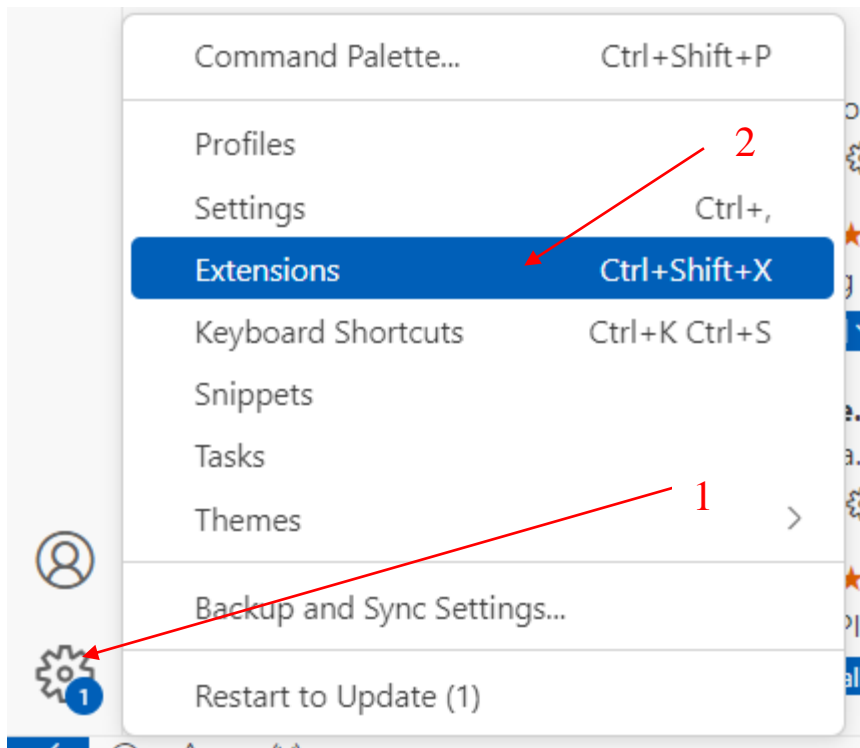 Command Palette... Ctrl+Shift+P
Profiles
2
Settings Ctrl+,
Extensions Ctrl+Shift+X
Keyboard Shortcuts Ctrl+K Ctrl+S
Snippets
Tasks
1
Themes
Backup and Sync Settings...
1
Restart to Update (1)